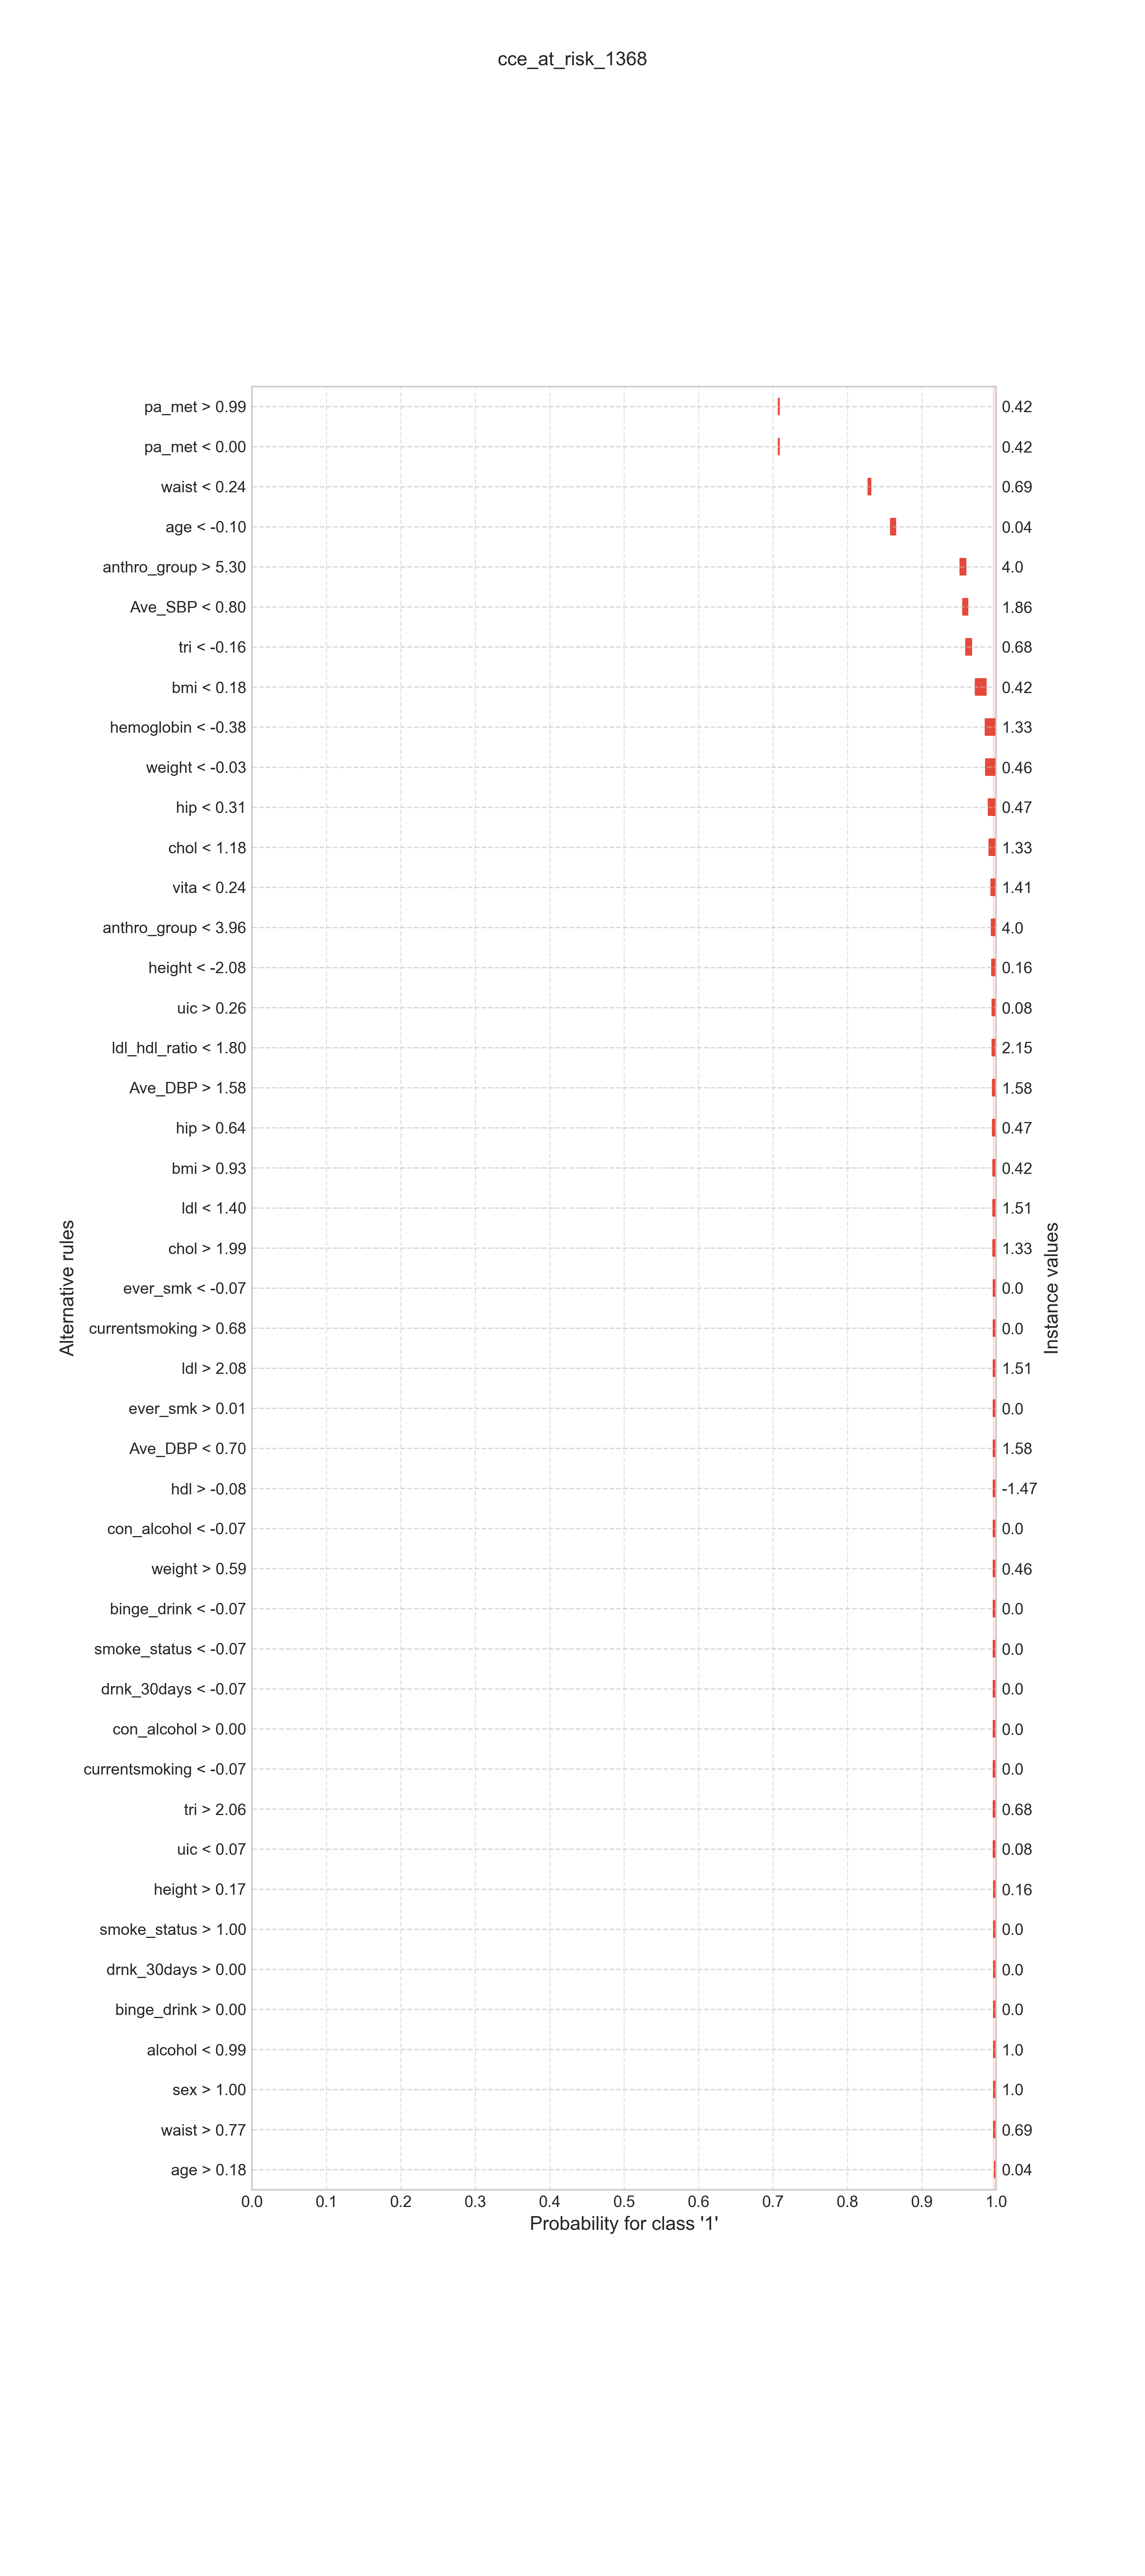 cce_at_risk_1368
pa_met > 0.99 0.42
pa_met < 0.00 0.42
waist < 0.24 0.69
age < -0.10 0.04
anthro_group > 5.30 4.0
Ave_SBP < 0.80 1.86
tri < -0.16 0.68
bmi < 0.18 0.42
hemoglobin < -0.38 1.33
weight < -0.03 0.46
hip < 0.31 0.47
chol < 1.18 1.33
vita < 0.24 1.41
anthro_group < 3.96 4.0
height < -2.08 0.16
uic > 0.26 0.08
ldl_hdl_ratio < 1.80 2.15
Ave_DBP > 1.58 1.58
hip > 0.64 0.47
bmi > 0.93 0.42
ldl < 1.40 1.51
chol > 1.99 1.33
ever_smk < -0.07 0.0
currentsmoking > 0.68 0.0
ldl > 2.08 1.51
ever_smk > 0.01 0.0
Ave_DBP < 0.70 1.58
hdl > -0.08 -1.47
con_alcohol < -0.07 0.0
weight > 0.59 0.46
binge_drink < -0.07 0.0
smoke_status < -0.07 0.0
drnk_30days < -0.07 0.0
con_alcohol > 0.00 0.0
currentsmoking < -0.07 0.0
tri > 2.06 0.68
uic < 0.07 0.08
height > 0.17 0.16
smoke_status > 1.00 0.0
drnk_30days > 0.00 0.0
binge_drink > 0.00 0.0
alcohol < 0.99 1.0
sex > 1.00 1.0
waist > 0.77 0.69
age > 0.18 0.04
Alternative rules
Instance values
0.0 0.1 0.2 0.3 0.4 0.5 0.6 0.7 0.8 0.9 1.0
Probability for class '1'